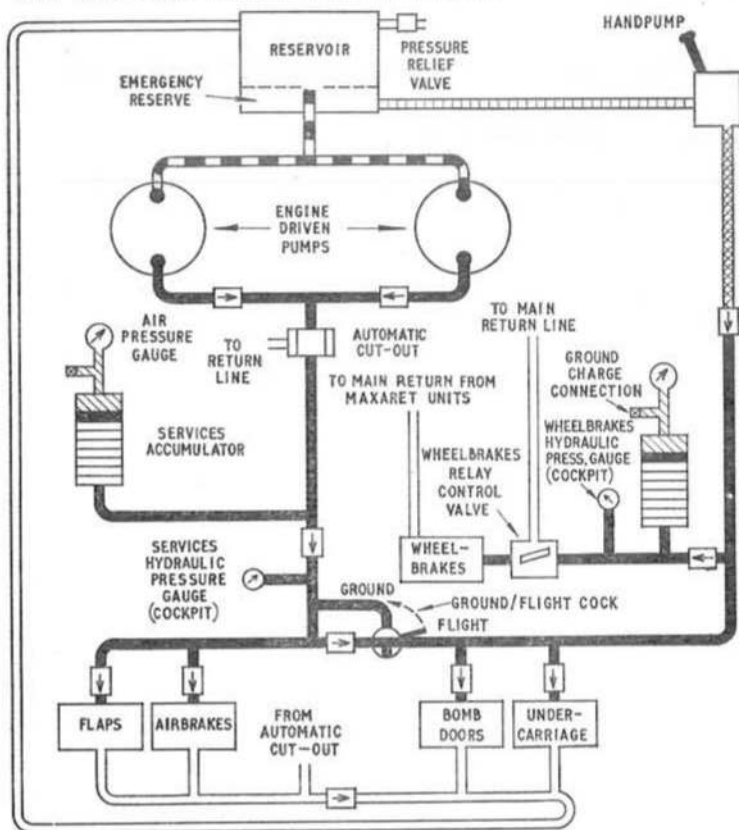 HANDPUMP
RESERVOIR
PRESSURE
RELIEF
VALVE
EMERGENCY
RESERVE
ENGINE
DRIVEN
PUMPS
AIR
PRESSURE
GAUGE
TO
RETURN
LINE
AUTOMATIC
CUT-OUT
TO MAIN
RETURN LINE
GROUND
CHARGE
CONNECTION
TO MAIN RETURN FROM
MAXARET UNITS
SERVICES
ACCUMULATOR
WHEELBRAKES
RELAY
CONTROL
VALVE
WHEELBRAKES
HYDRAULIC
PRESS. GAUGE
(COCKPIT)
WHEEL-
BRAKES
SERVICES
HYDRAULIC
PRESSURE
GAUGE
(COCKPIT)
GROUND
GROUND/FLIGHT COCK
FLIGHT
FLAPS
AIRBRAKES
FROM
AUTOMATIC
CUT-OUT
BOMB
DOORS
UNDER-
CARRIAGE